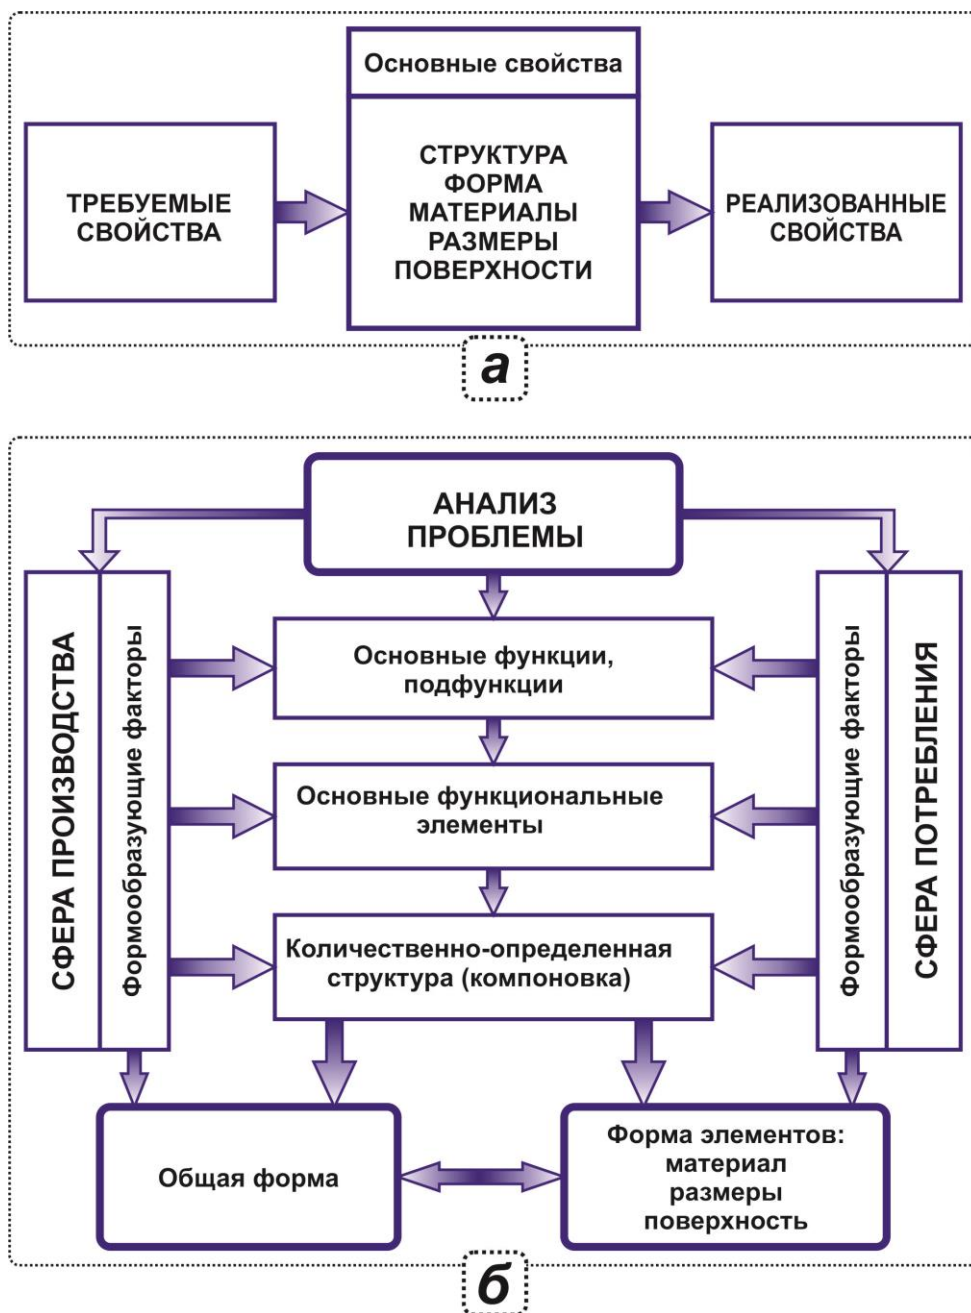 Основные свойства
ТРЕБУЕМЫЕ
СВОЙСТВА
СТРУКТУРА
ФОРМА
МАТЕРИАЛЫ
РАЗМЕРЫ
ПОВЕРХНОСТИ
РЕАЛИЗОВАННЫЕ
СВОЙСТВА
а
АНАЛИЗ
ПРОБЛЕМЫ
СФЕРА ПРОИЗВОДСТВА
Формообразующие факторы
Основные функции,
подфункции
Основные функциональные
элементы
Количественно-определенная
структура (компоновка)
Формообразующие факторы
СФЕРА ПОТРЕБЛЕНИЯ
Общая форма
Форма элементов:
материал
размеры
поверхность
б